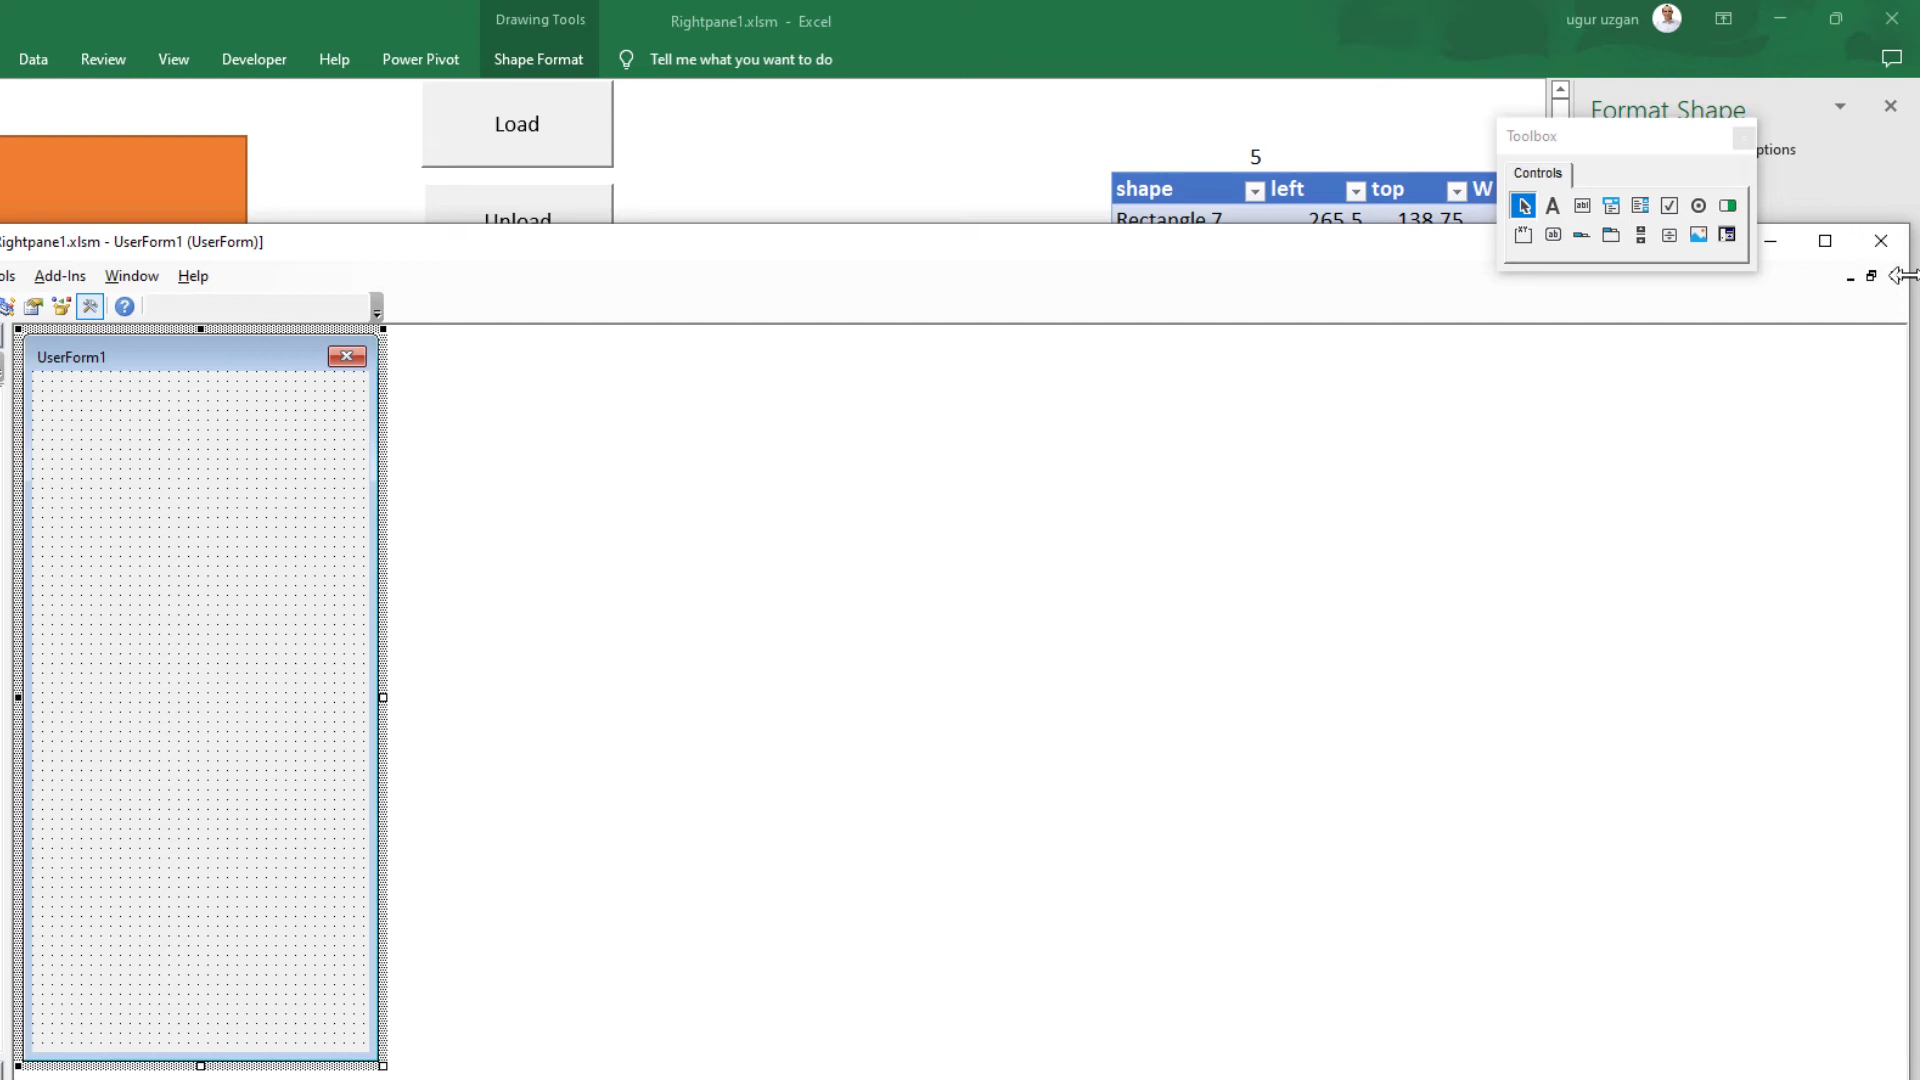 Drawing Tools
Rightpane1.xlsm - Excel
ugur uzgan
Data Review View Developer Help Power Pivot Shape Format Tell me what you want to do
Load
Format Shape
Toolbox
ptions
5
Controls
shape left top W
Unload
Rectangle 7 265.5 138.75
ightpane1.xlsm - UserForm1 (UserForm)]
ols Add-Ins Window Help
UserForm1